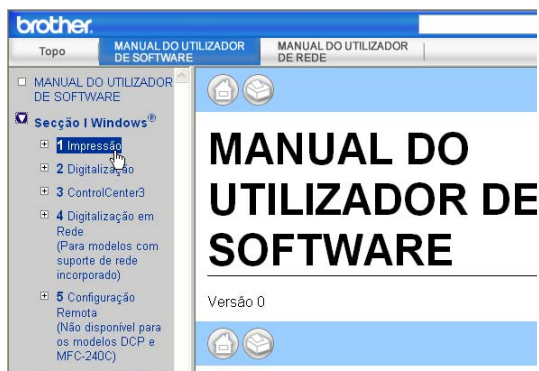 brother.
Topo
MANUAL DO UTILIZADOR
DE SOFTWARE
MANUAL DO UTILIZADOR
DE REDE
MANUAL DO UTILIZADOR
DE SOFTWARE
Secção I Windows®
1 Impressão
2 Digitalização
3 ControlCenter3
4 Digitalização em
Rede
(Para modelos com
suporte de rede
incorporado)
5 Configuração
Remota
(Não disponível para
os modelos DCP e
MFC-240C)
MANUAL DO
UTILIZADOR DE
SOFTWARE
Versão 0